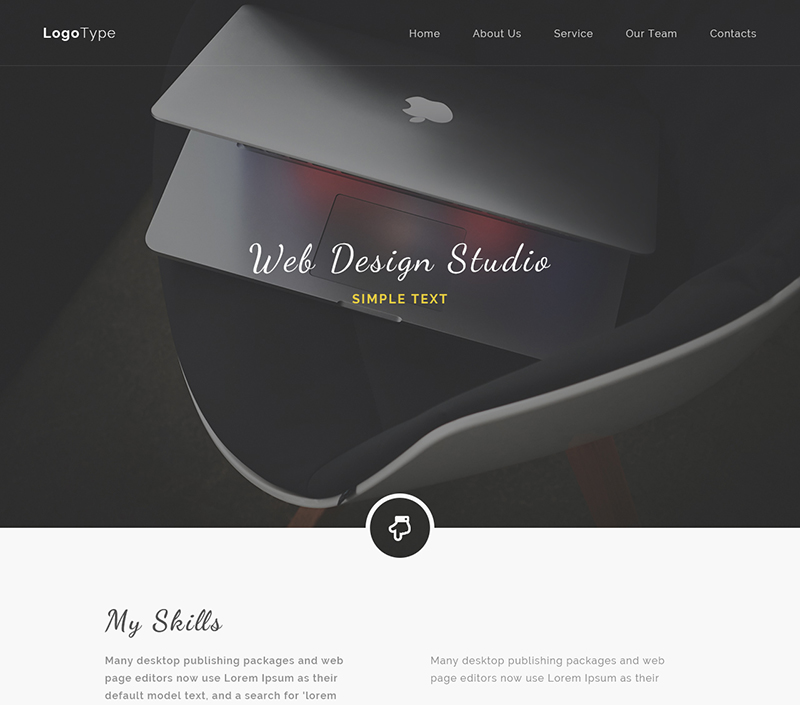 LogoType
Home About Us Service Our Team Contacts
Web Design Studio
SIMPLE TEXT
My Skills
Many desktop publishing packages and web
page editors now use Lorem Ipsum as their
default model text, and a search for 'lorem
Many desktop publishing packages and web
page editors now use Lorem Ipsum as their